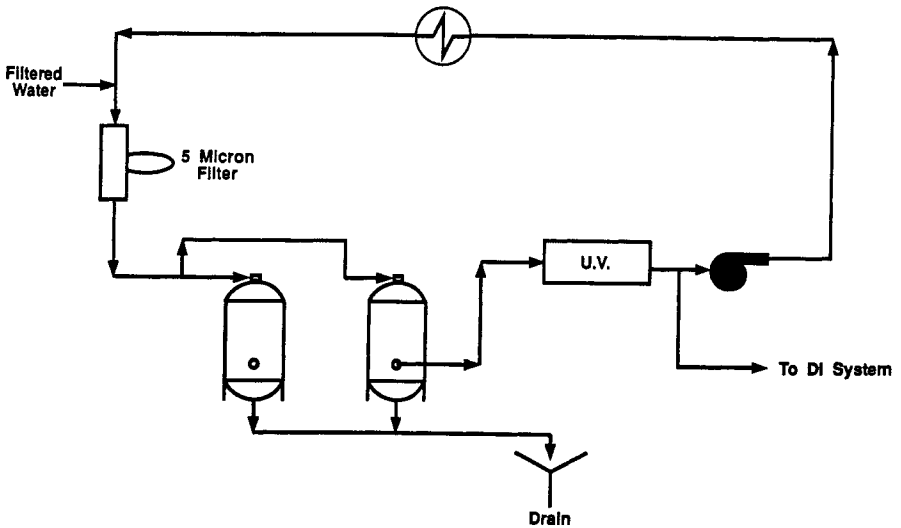 Filtered
Water
5 Micron
Filter
U.V.
To DI System
Drain